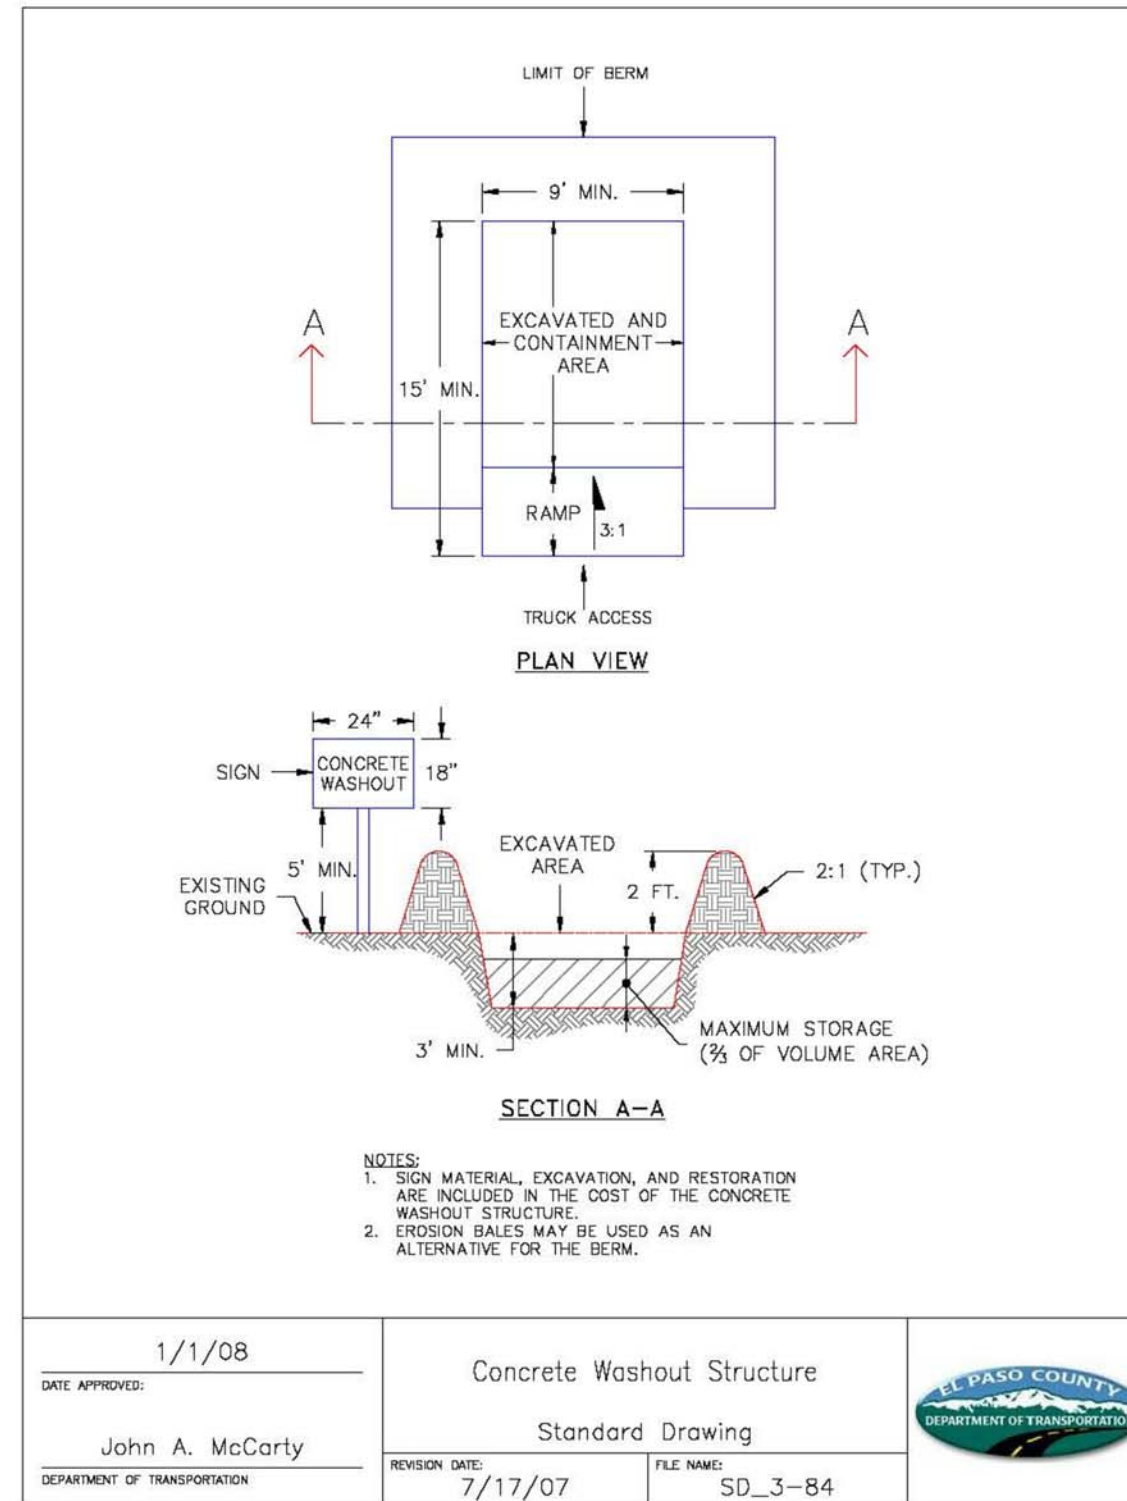 LIMIT OF BERM
9' MIN.
A
A
EXCAVATED AND
CONTAINMENT
AREA
15' MIN.
RAMP
3:1
TRUCK ACCESS
PLAN VIEW
24"
SIGN
CONCRETE
WASHOUT
18"
5' MIN.
EXCAVATED
AREA
2 FT.
2:1 (TYP.)
EXISTING
GROUND
3' MIN.
MAXIMUM STORAGE
(⅔ OF VOLUME AREA)
SECTION A-A
NOTES:
1. SIGN MATERIAL, EXCAVATION, AND RESTORATION
ARE INCLUDED IN THE COST OF THE CONCRETE
WASHOUT STRUCTURE.
2. EROSION BALES MAY BE USED AS AN
ALTERNATIVE FOR THE BERM.
1/1/08
DATE APPROVED:
John A. McCarty
DEPARTMENT OF TRANSPORTATION
Concrete Washout Structure
Standard Drawing
REVISION DATE:
7/17/07
FILE NAME:
SD_3-84
EL PASO COUNTY
DEPARTMENT OF TRANSPORTATIO